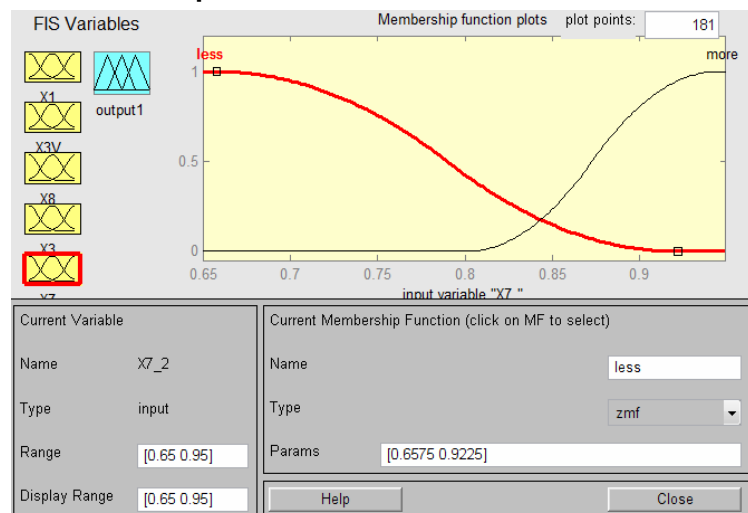 FIS Variables
Membership function plots
plot points:
181
X1
output1
X3V
X8
X3
X7
less
more
1
0.5
0
0.65
0.7
0.75
0.8
0.85
0.9
input variable "X7_"
Current Variable
Name
X7_2
Type
input
Range
[0.65 0.95]
Display Range
[0.65 0.95]
Current Membership Function (click on MF to select)
Name
less
Type
zmf
Params
[0.6575 0.9225]
Help
Close